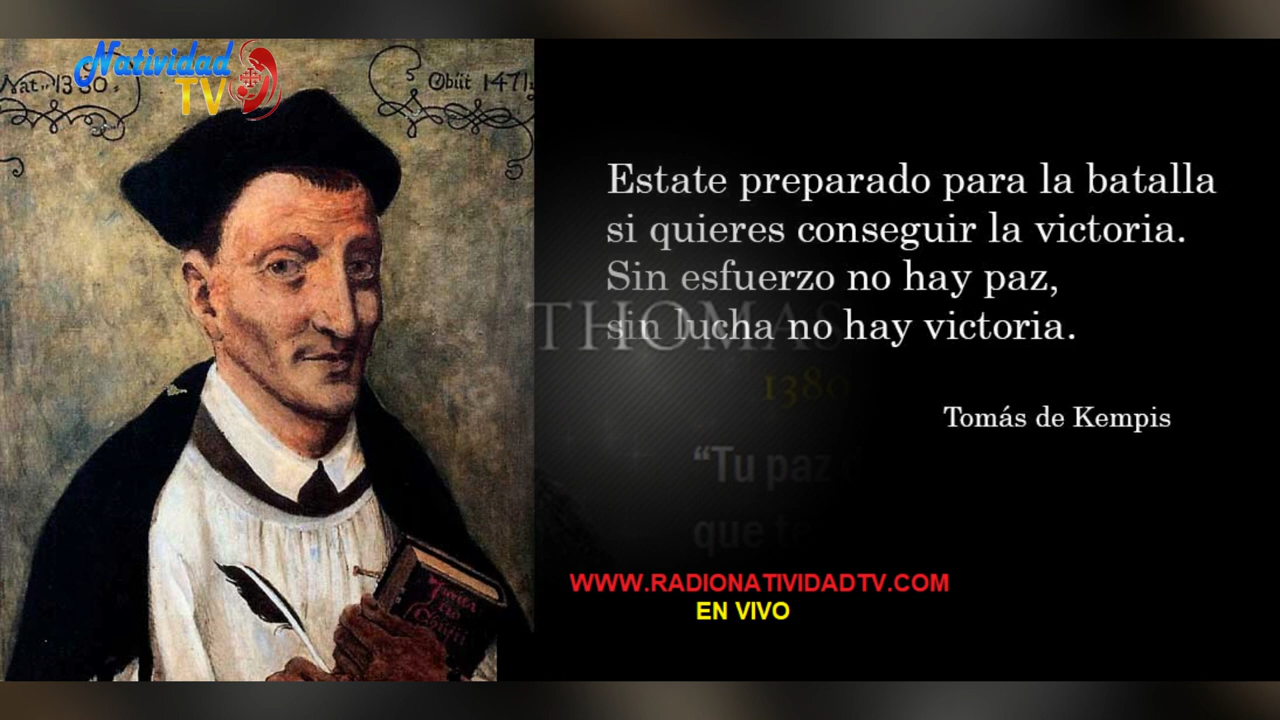 Natividad
TV
Nat. 1380.
Obiit 1471
Estate preparado para la batalla
si quieres conseguir la victoria.
Sin esfuerzo no hay paz,
sin lucha no hay victoria.
THOMAS
1380
Tomás de Kempis
“Tu paz
que
WWW.RADIONATIVIDADTV.COM
EN VIVO